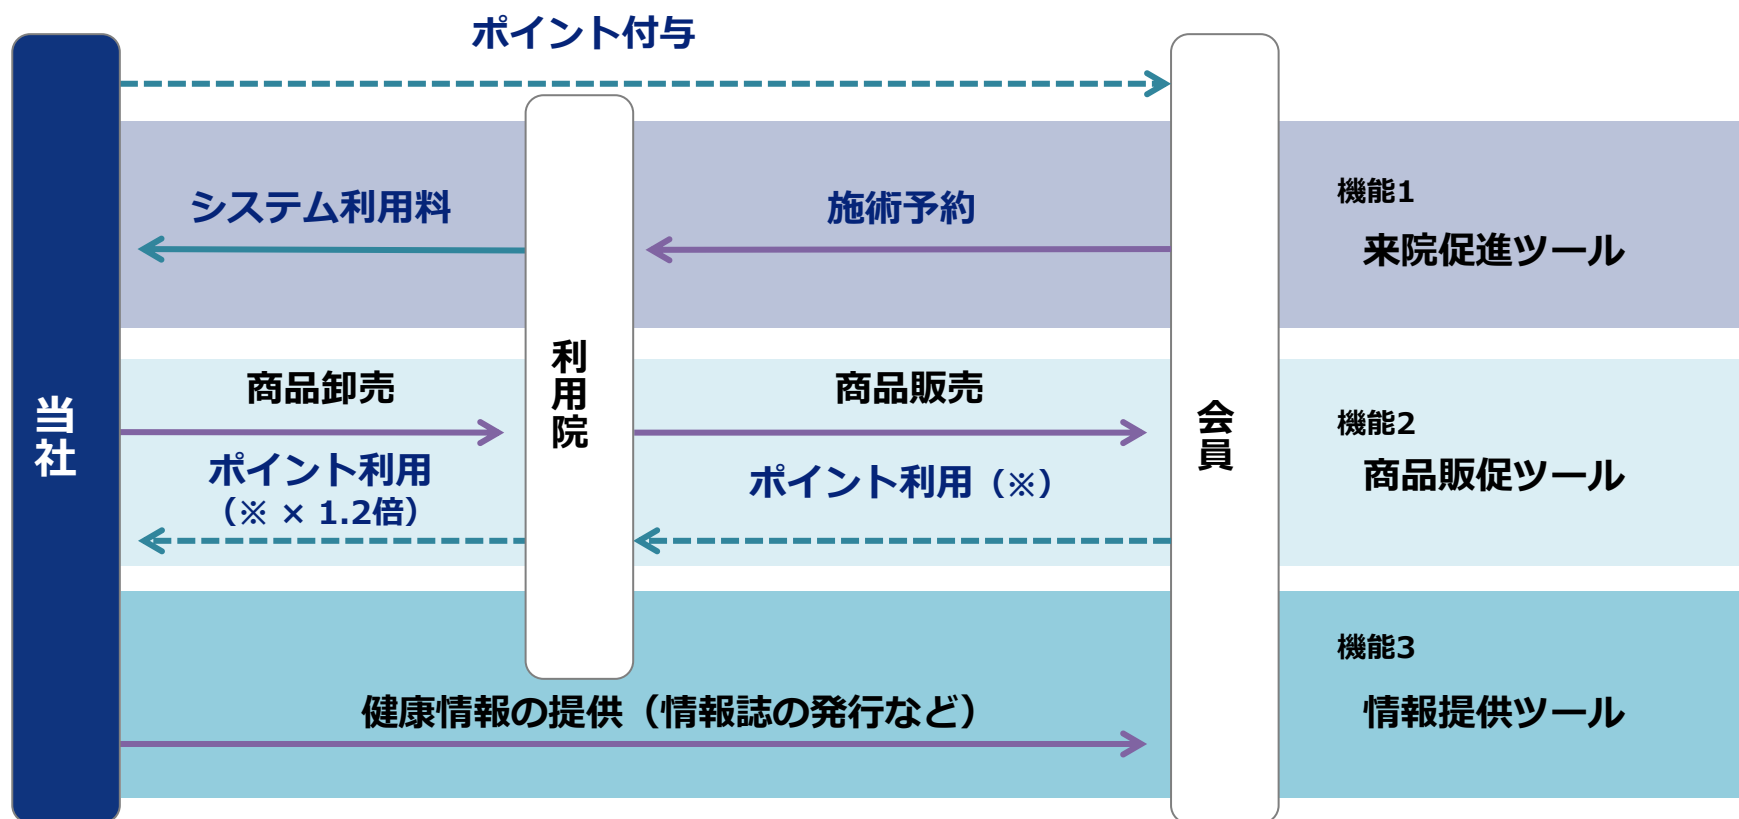 ポイント付与
当社
利用院
会員
システム利用料
施術予約
機能1
来院促進ツール
商品卸売
商品販売
ポイント利用
（※ × 1.2倍）
ポイント利用（※）
機能2
商品販促ツール
健康情報の提供（情報誌の発行など）
機能3
情報提供ツール